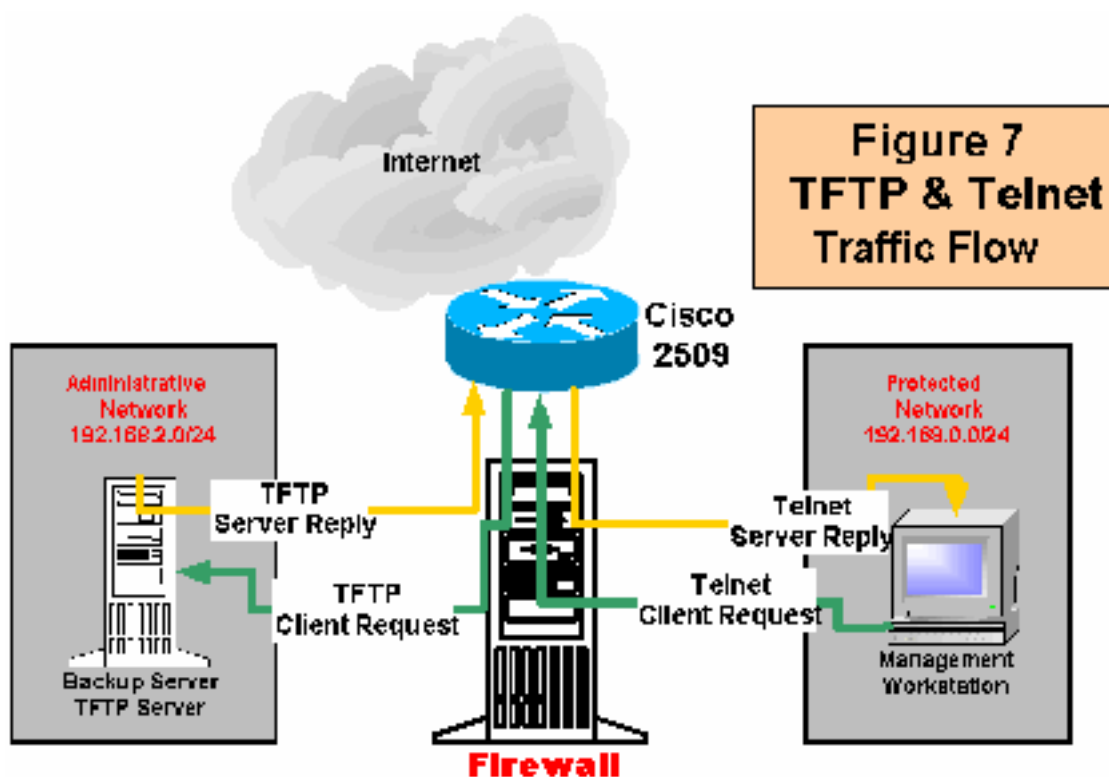 Internet
Figure 7
TFTP & Telnet
Traffic Flow
Cisco
2509
Administrative
Network
192.168.2.0/24
Protected
Network
192.168.0.0/24
TFTP
Server Reply
Telnet
Server Reply
TFTP
Client Request
Telnet
Client Request
Backup Server
TFTP Server
Management
Workstation
Firewall